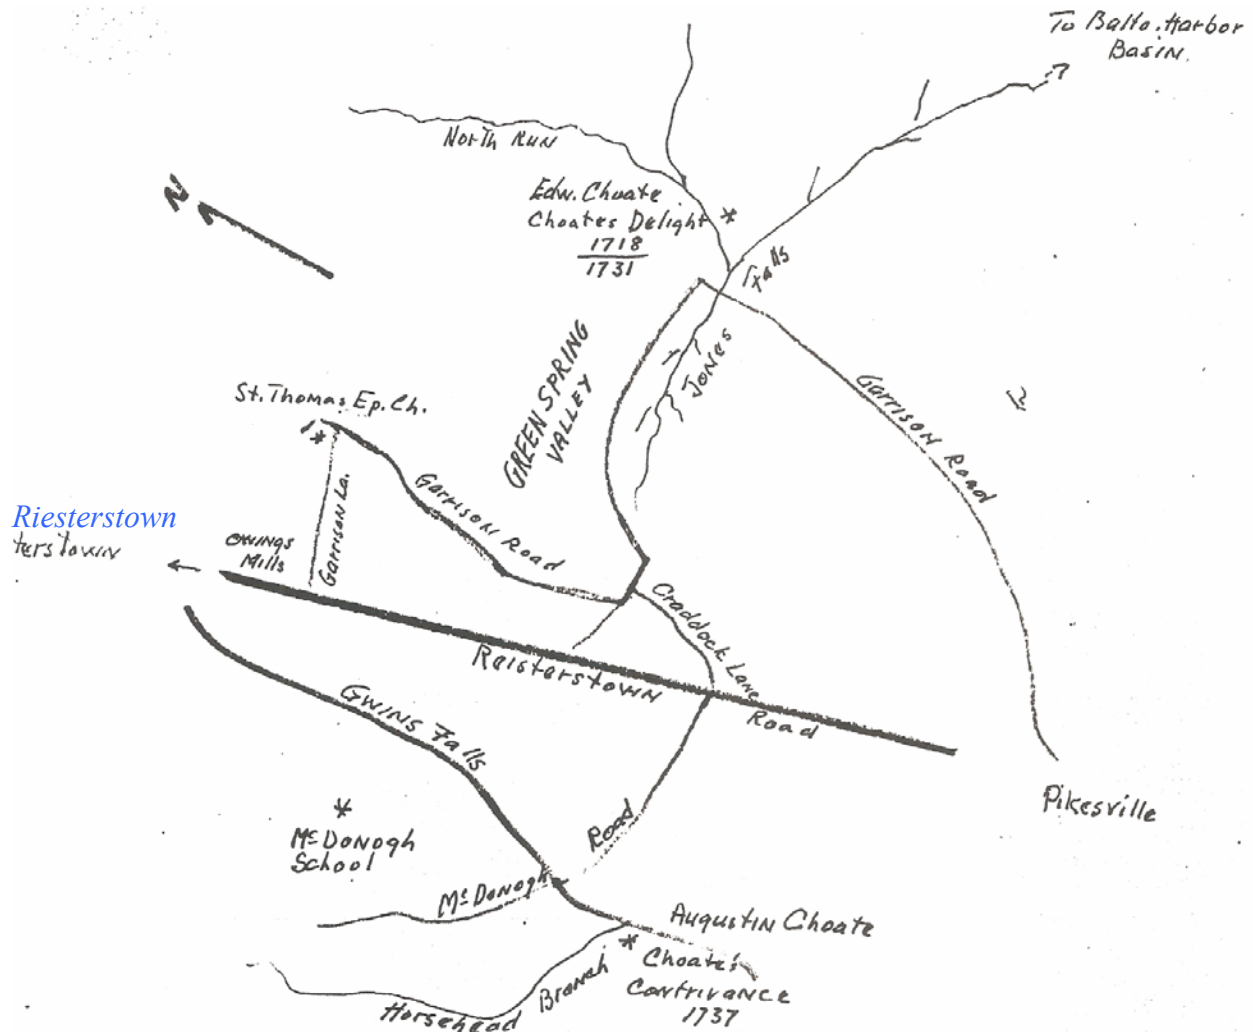 To Balto. Harbor
Basin.
North Run
N
Edw. Choate
Choates Delight
1718
1731
Falls
Jones
GREEN SPRING
VALLEY
Garrison Road
St. Thomas Ep. Ch.
Garrison La.
Garrison Road
Riesterstown
terstown
Owings
Mills
Craddock Lane
Reisterstown
Road
Gwins Falls
Pikesville
McDonogh
School
Road
McDonogh
Augustin Choate
Choate's
Contrivance
1737
Horsehead Branch